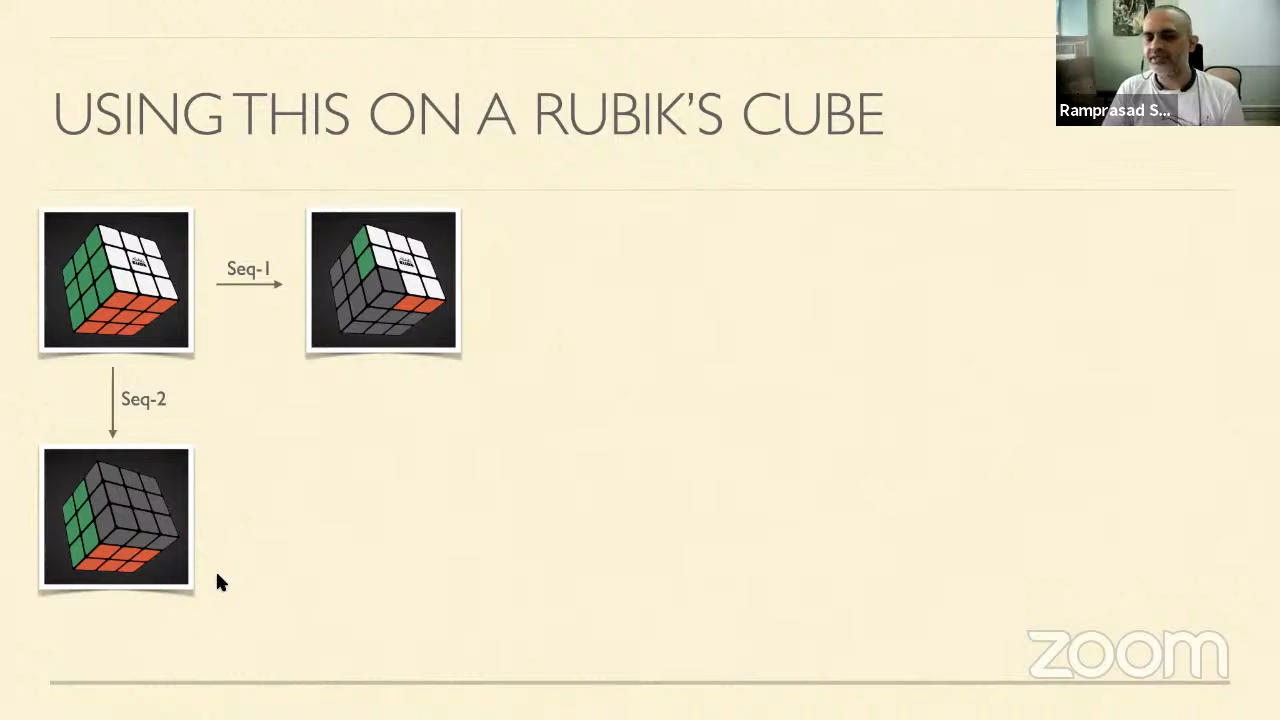 USING THIS ON A RUBIK'S CUBE
Ramprasad S...
Seq-1
Seq-2
zoom